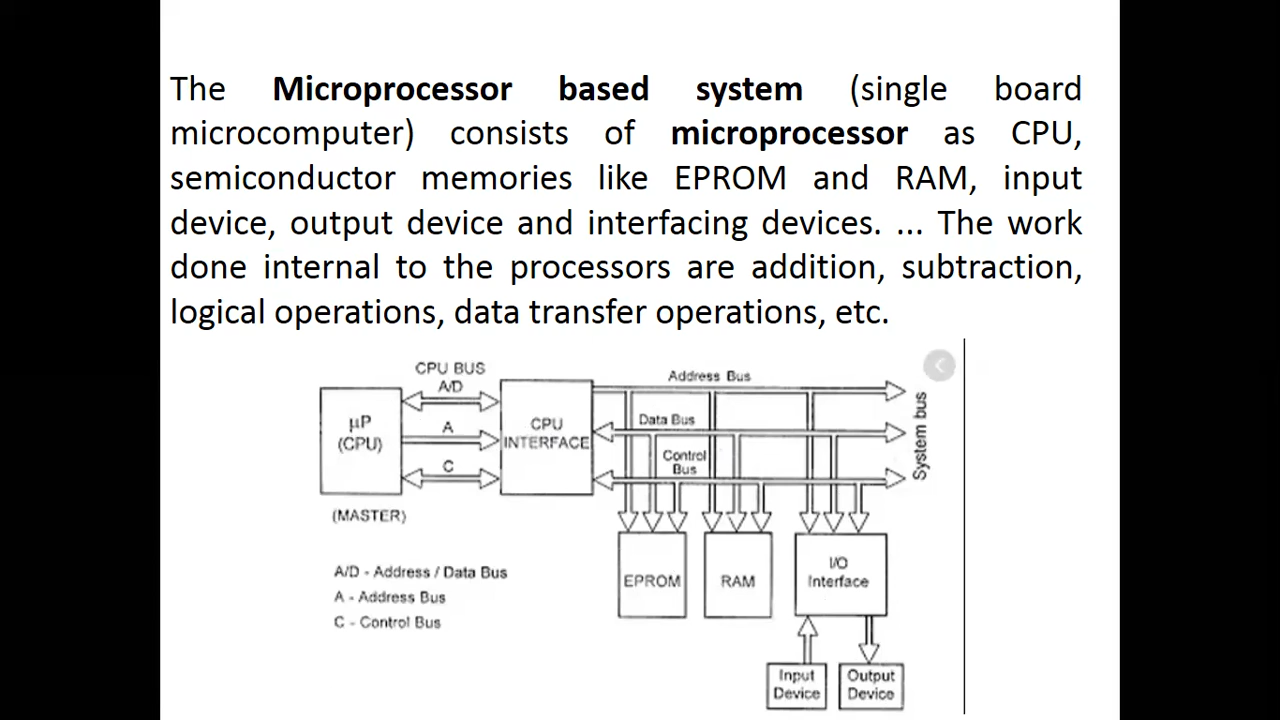 The Microprocessor based system (single board
microcomputer) consists of microprocessor as CPU,
semiconductor memories like EPROM and RAM, input
device, output device and interfacing devices. ... The work
done internal to the processors are addition, subtraction,
logical operations, data transfer operations, etc.
CPU BUS
A/D
Address Bus
μP
(CPU)
A
CPU
INTERFACE
Data Bus
Control
Bus
C
System bus
(MASTER)
A/D - Address / Data Bus
A - Address Bus
C - Control Bus
EPROM
RAM
I/O
Interface
Input
Device
Output
Device